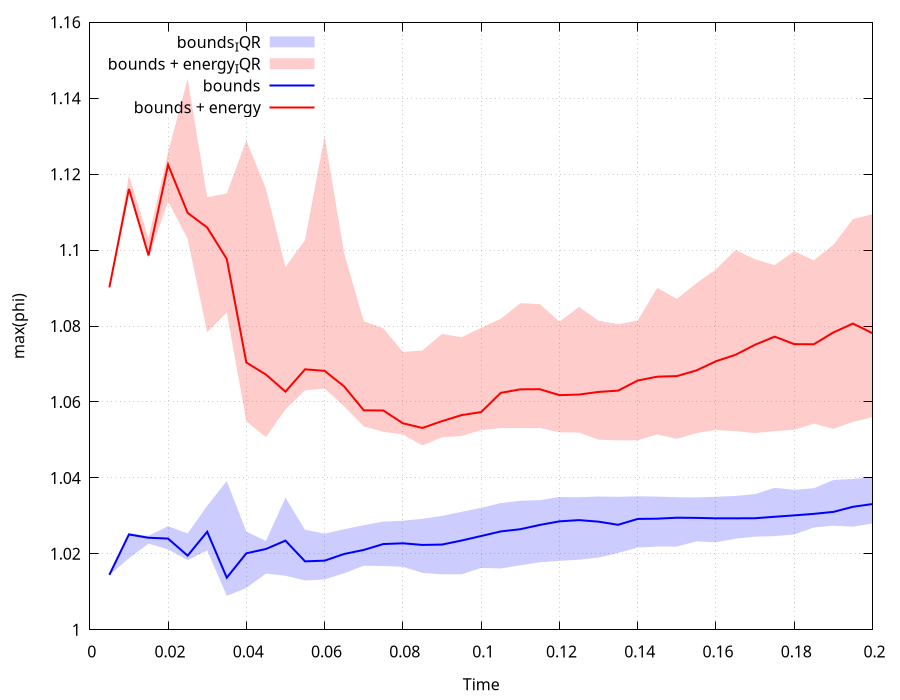 1.16
1.14
1.12
1.1
1.08
1.06
1.04
1.02
1
max(phi)
bounds_IQR
bounds + energy_IQR
bounds
bounds + energy
0 0.02 0.04 0.06 0.08 0.1 0.12 0.14 0.16 0.18 0.2
Time